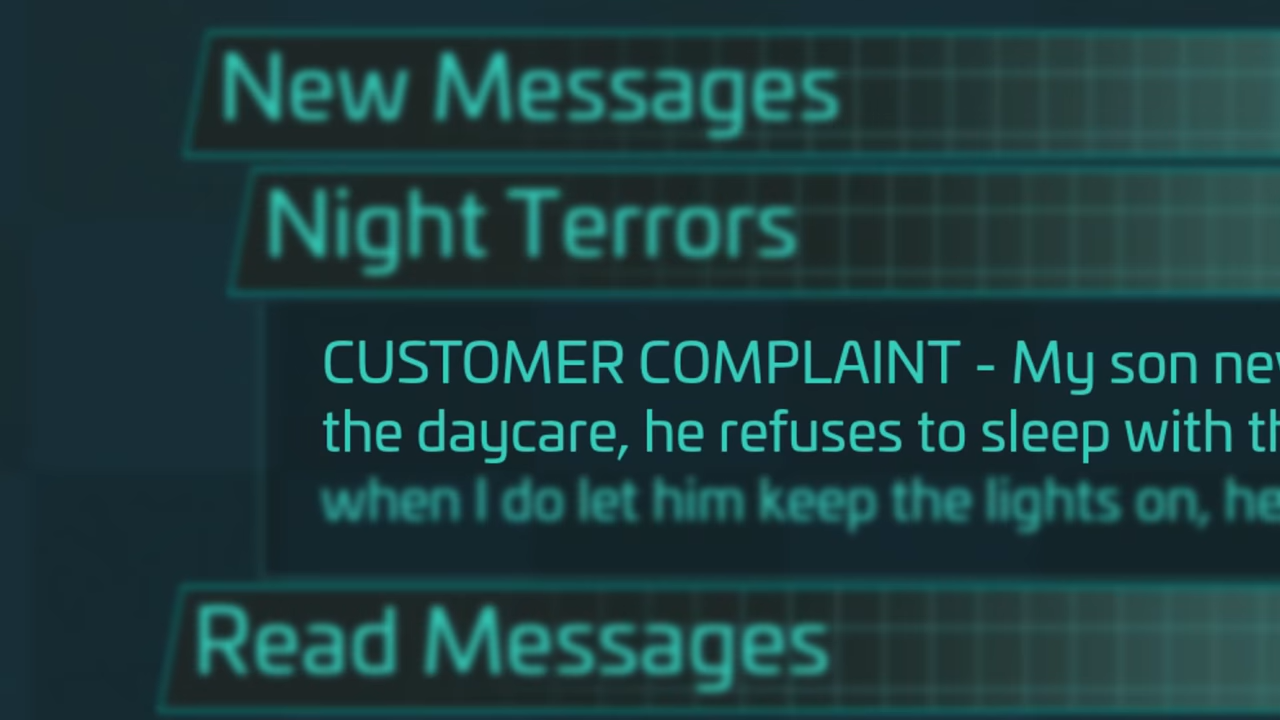 New Messages
Night Terrors
CUSTOMER COMPLAINT - My son
the daycare, he refuses to sleep with
when I do let him keep the lights on, he
Read Messages